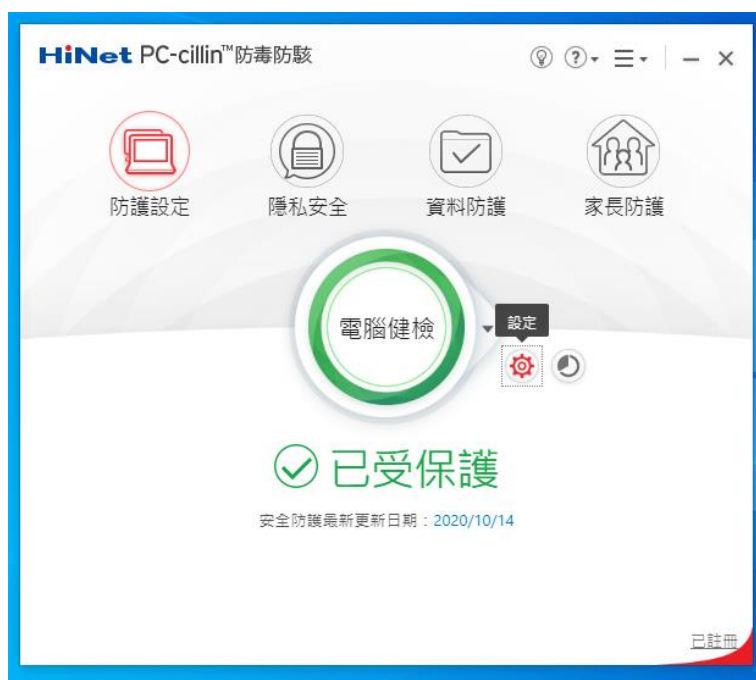 HiNet PC-cillin™防毒防駭
防護設定 隱私安全 資料防護 家長防護
電腦健檢
設定
已受保護
安全防護最新更新日期：2020/10/14
已註冊